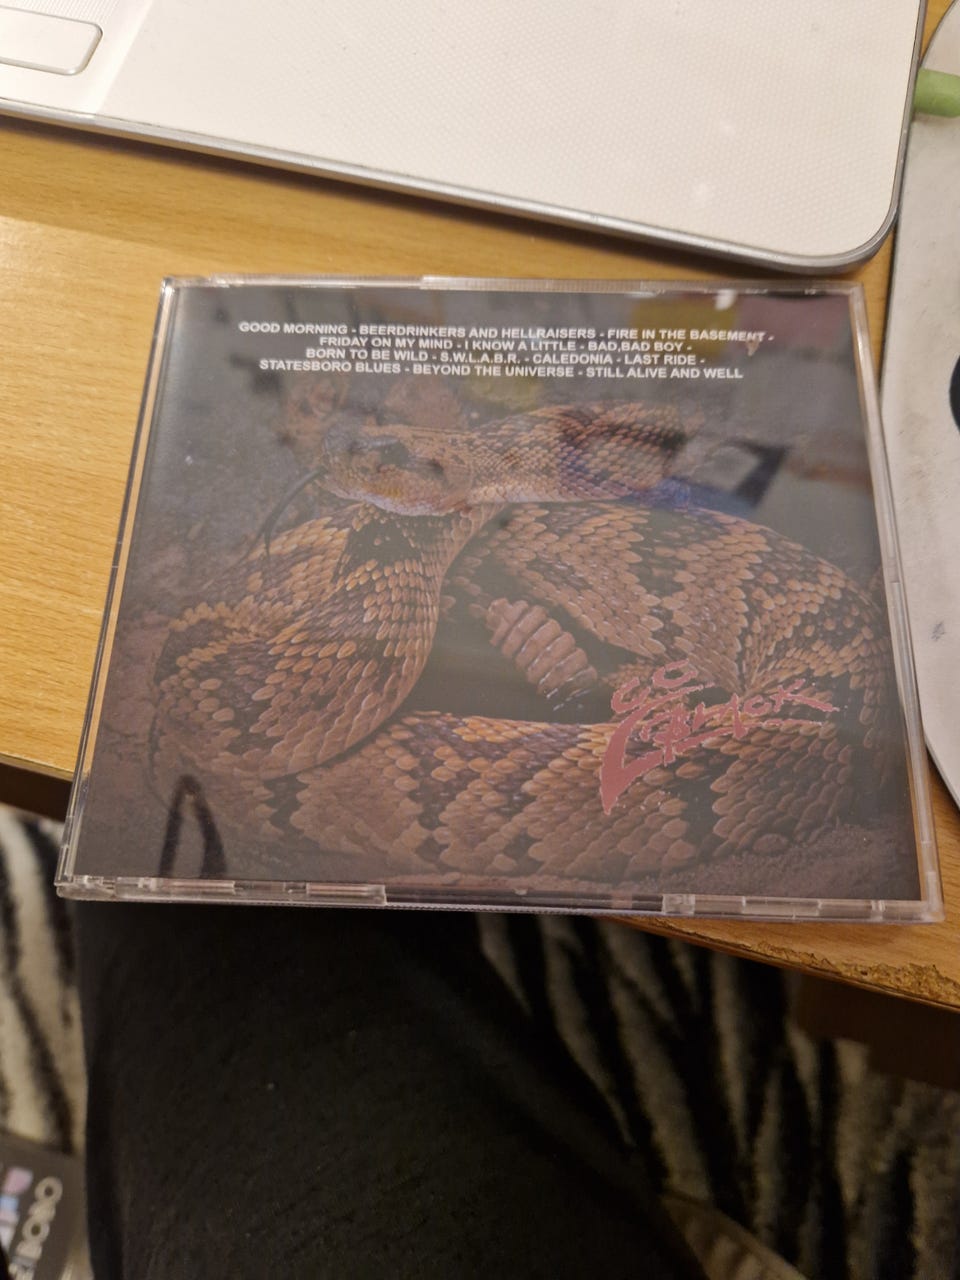 GOOD MORNING - BEERDRINKERS AND HELLRAISERS - FIRE IN THE BASEMENT -
FRIDAY ON MY MIND - I KNOW A LITTLE - BAD,BAD BOY -
BORN TO BE WILD - S.W.L.A.B.R. - CALEDONIA - LAST RIDE -
STATESBORO BLUES - BEYOND THE UNIVERSE - STILL ALIVE AND WELL
BLACK